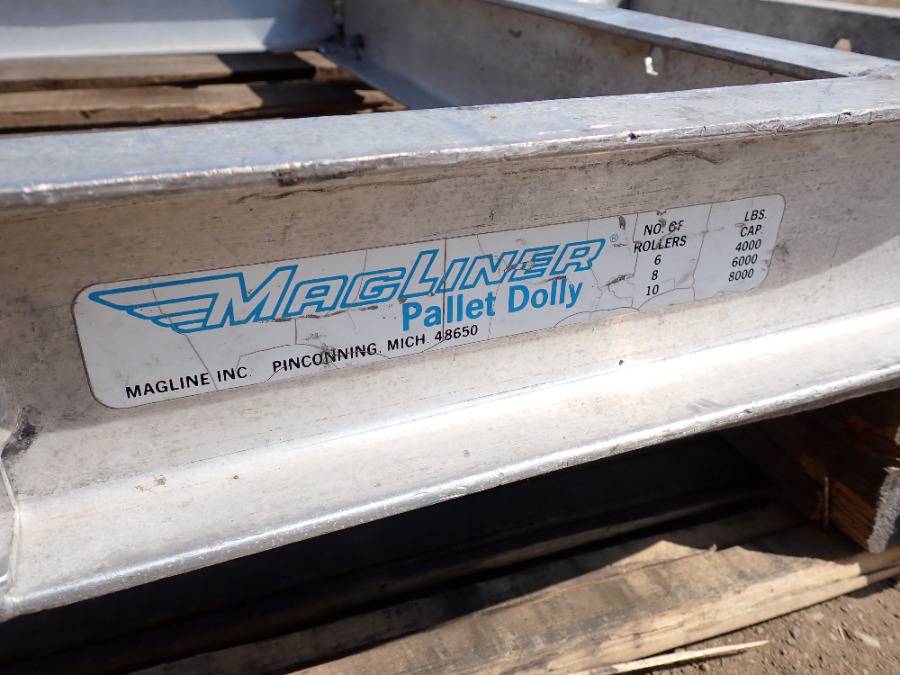 MAGLINER®
Pallet Dolly
MAGLINE INC. PINCONNING, MICH. 48650
NO. OF ROLLERS
6
8
10
LBS. CAP.
4000
6000
8000